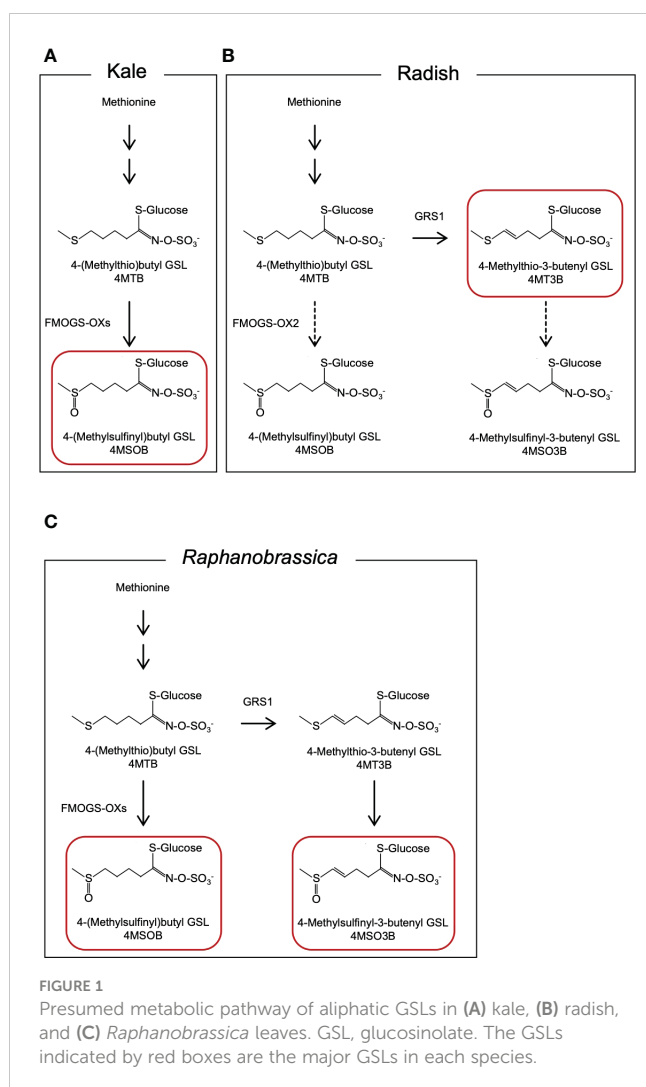 A
Kale
Methionine
S-Glucose
S
N-O-SO3-
4-(Methylthio)butyl GSL
4MTB
FMOGS-OXs
S-Glucose
S
N-O-SO3-
O
4-(Methylsulfinyl)butyl GSL
4MSOB
B
Radish
Methionine
S-Glucose
S
N-O-SO3-
4-(Methylthio)butyl GSL
4MTB
GRS1
S-Glucose
S
N-O-SO3-
4-Methylthio-3-butenyl GSL
4MT3B
FMOGS-OX2
S-Glucose
S
N-O-SO3-
O
4-(Methylsulfinyl)butyl GSL
4MSOB
S-Glucose
S
N-O-SO3-
O
4-Methylsulfinyl-3-butenyl GSL
4MSO3B
C
Raphanobrassica
Methionine
S-Glucose
S
N-O-SO3-
4-(Methylthio)butyl GSL
4MTB
GRS1
S-Glucose
S
N-O-SO3-
4-Methylthio-3-butenyl GSL
4MT3B
FMOGS-OXs
S-Glucose
S
N-O-SO3-
O
4-(Methylsulfinyl)butyl GSL
4MSOB
S-Glucose
S
N-O-SO3-
O
4-Methylsulfinyl-3-butenyl GSL
4MSO3B
FIGURE 1
Presumed metabolic pathway of aliphatic GSLs in (A) kale, (B) radish,
and (C) Raphanobrassica leaves. GSL, glucosinolate. The GSLs
indicated by red boxes are the major GSLs in each species.